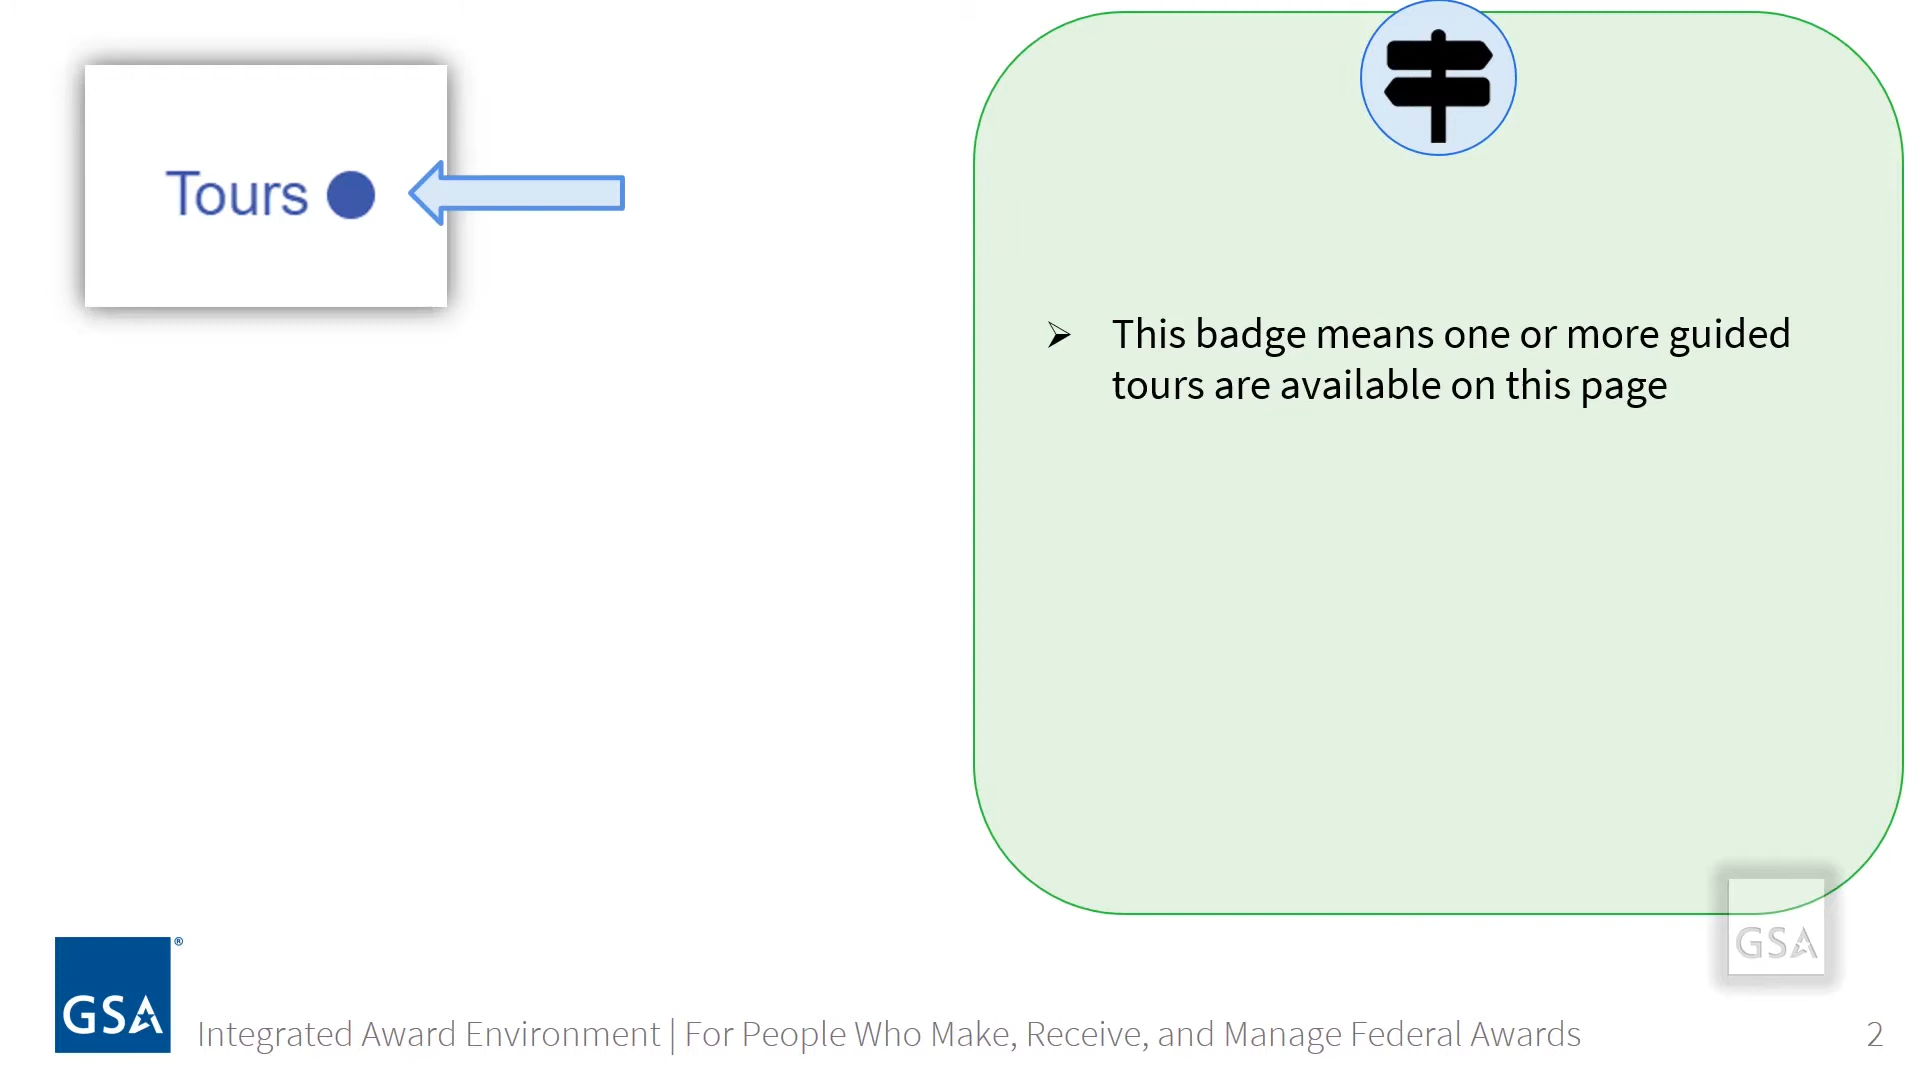 Tours
This badge means one or more guided
tours are available on this page
GSA
GSA®
Integrated Award Environment | For People Who Make, Receive, and Manage Federal Awards
2